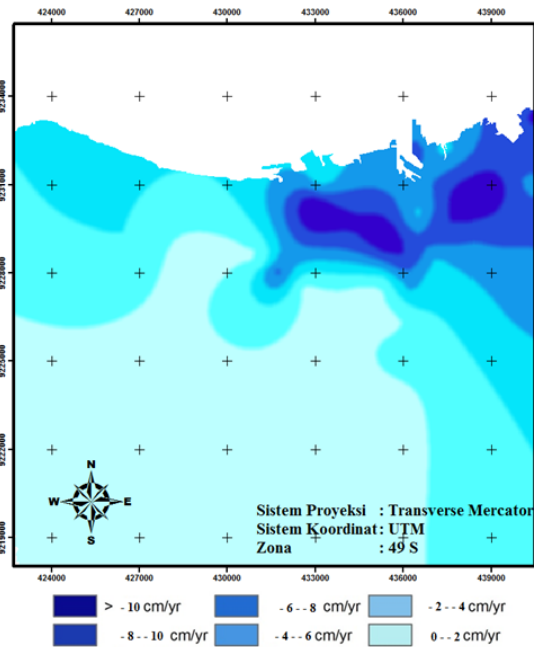 424000 427000 430000 433000 436000 439000
9234000
9231000
9228000
9225000
9222000
9219000
N
W E
S
Sistem Proyeksi : Transverse Mercator
Sistem Koordinat : UTM
Zona : 49 S
424000 427000 430000 433000 436000 439000
> - 10 cm/yr - 6 - - 8 cm/yr - 2 - - 4 cm/yr
- 8 - - 10 cm/yr - 4 - - 6 cm/yr 0 - - 2 cm/yr